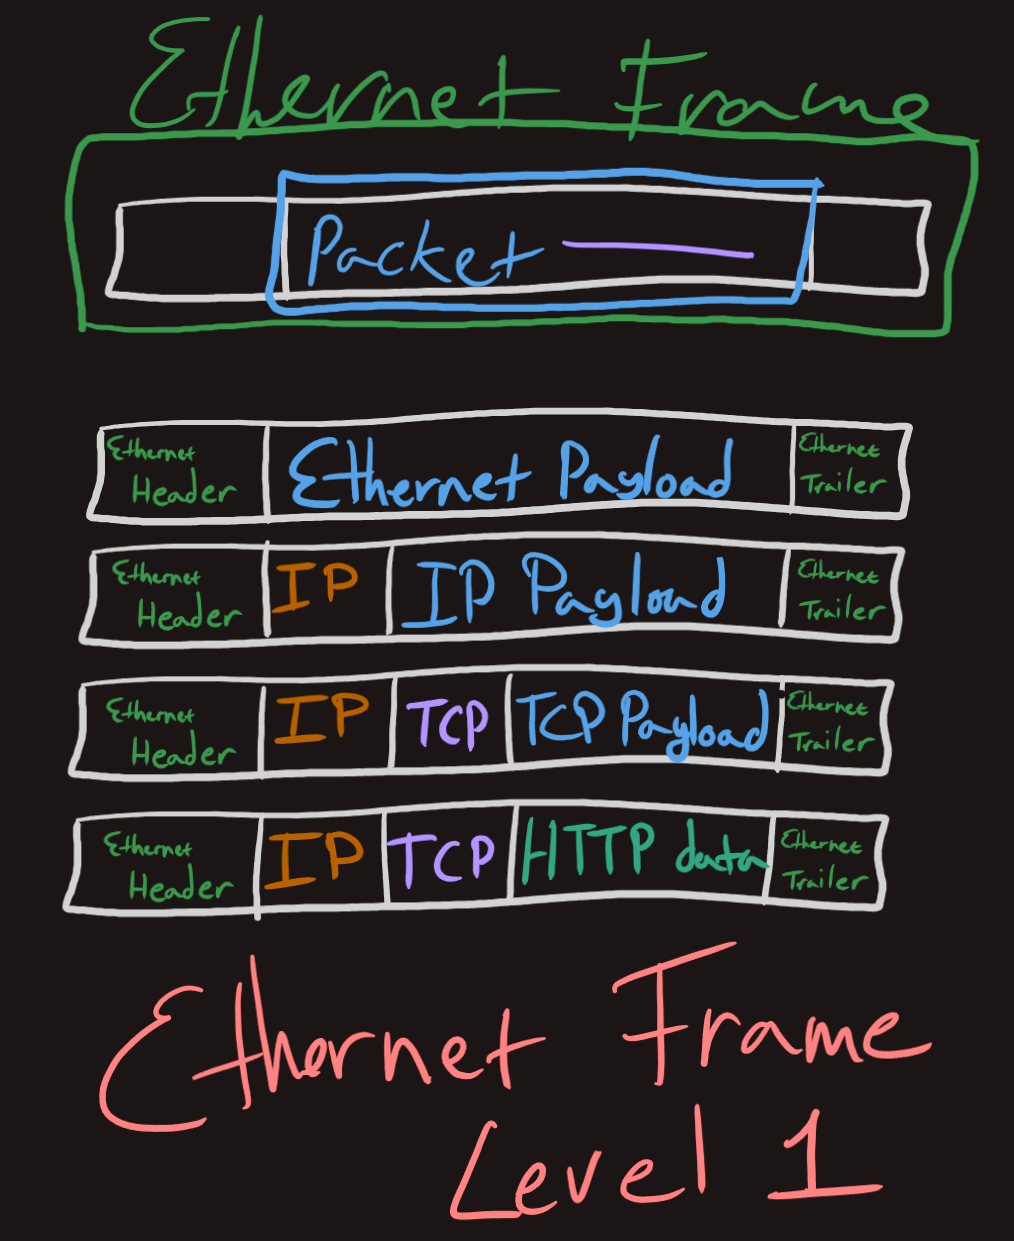 Ethernet Frame
Packet
Ethernet Header Ethernet Payload Ethernet Trailer
Ethernet Header IP IP Payload Ethernet Trailer
Ethernet Header IP TCP TCP Payload Ethernet Trailer
Ethernet Header IP TCP HTTP data Ethernet Trailer
Ethernet Frame
Level 1